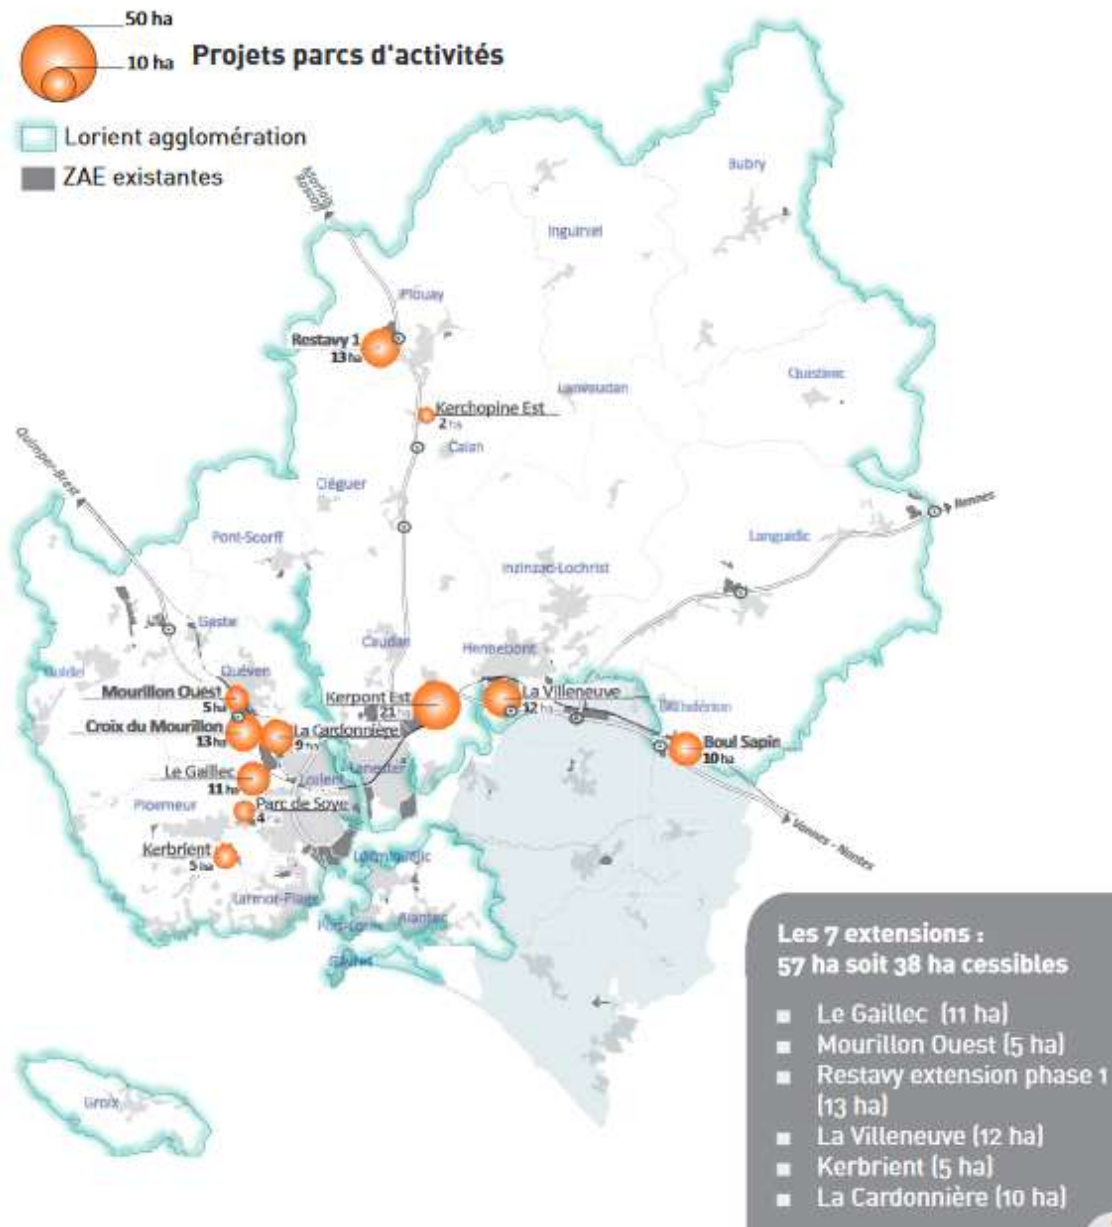 50 ha
10 ha
Projets parcs d'activités
Lorient agglomération
ZAE existantes
Morlaix
Roscoff
Bubry
Inguiniel
Plouay
Restavy 1
13 ha
Lanvaudan
Quistinic
Kerchopine Est
2 ha
Calan
Quimper-Brest
Cléguer
Rennes
Pont-Scorff
Languidic
Inzinzac-Lochrist
Gestel
Caudan
Hennebont
Guidel
Quéven
Mourillon Ouest
5 ha
Kerpont Est
21 ha
La Villeneuve
12 ha
Croix du Mourillon
13 ha
La Cardonnière
9 ha
Boul Sapin
10 ha
Le Gaillec
11 ha
Lorient
Lanester
Ploemeur
Parc de Soye
4
Vannes - Nantes
Kerbrient
5 ha
Locmiquélic
Larmor-Plage
Port-Louis
Riantec
Gâvres
Groix
Les 7 extensions :
57 ha soit 38 ha cessibles
Le Gaillec (11 ha)
Mourillon Ouest (5 ha)
Restavy extension phase 1
(13 ha)
La Villeneuve (12 ha)
Kerbrient (5 ha)
La Cardonnière (10 ha)